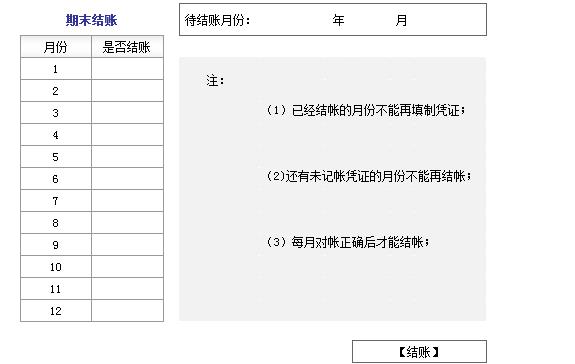 期末结账
待结账月份: 年 月
月份 是否结账
1
2
3
4
5
6
7
8
9
10
11
12
注:
(1)已经结帐的月份不能再填制凭证;
(2)还有未记帐凭证的月份不能再结帐;
(3)每月对帐正确后才能结帐;
【结账】